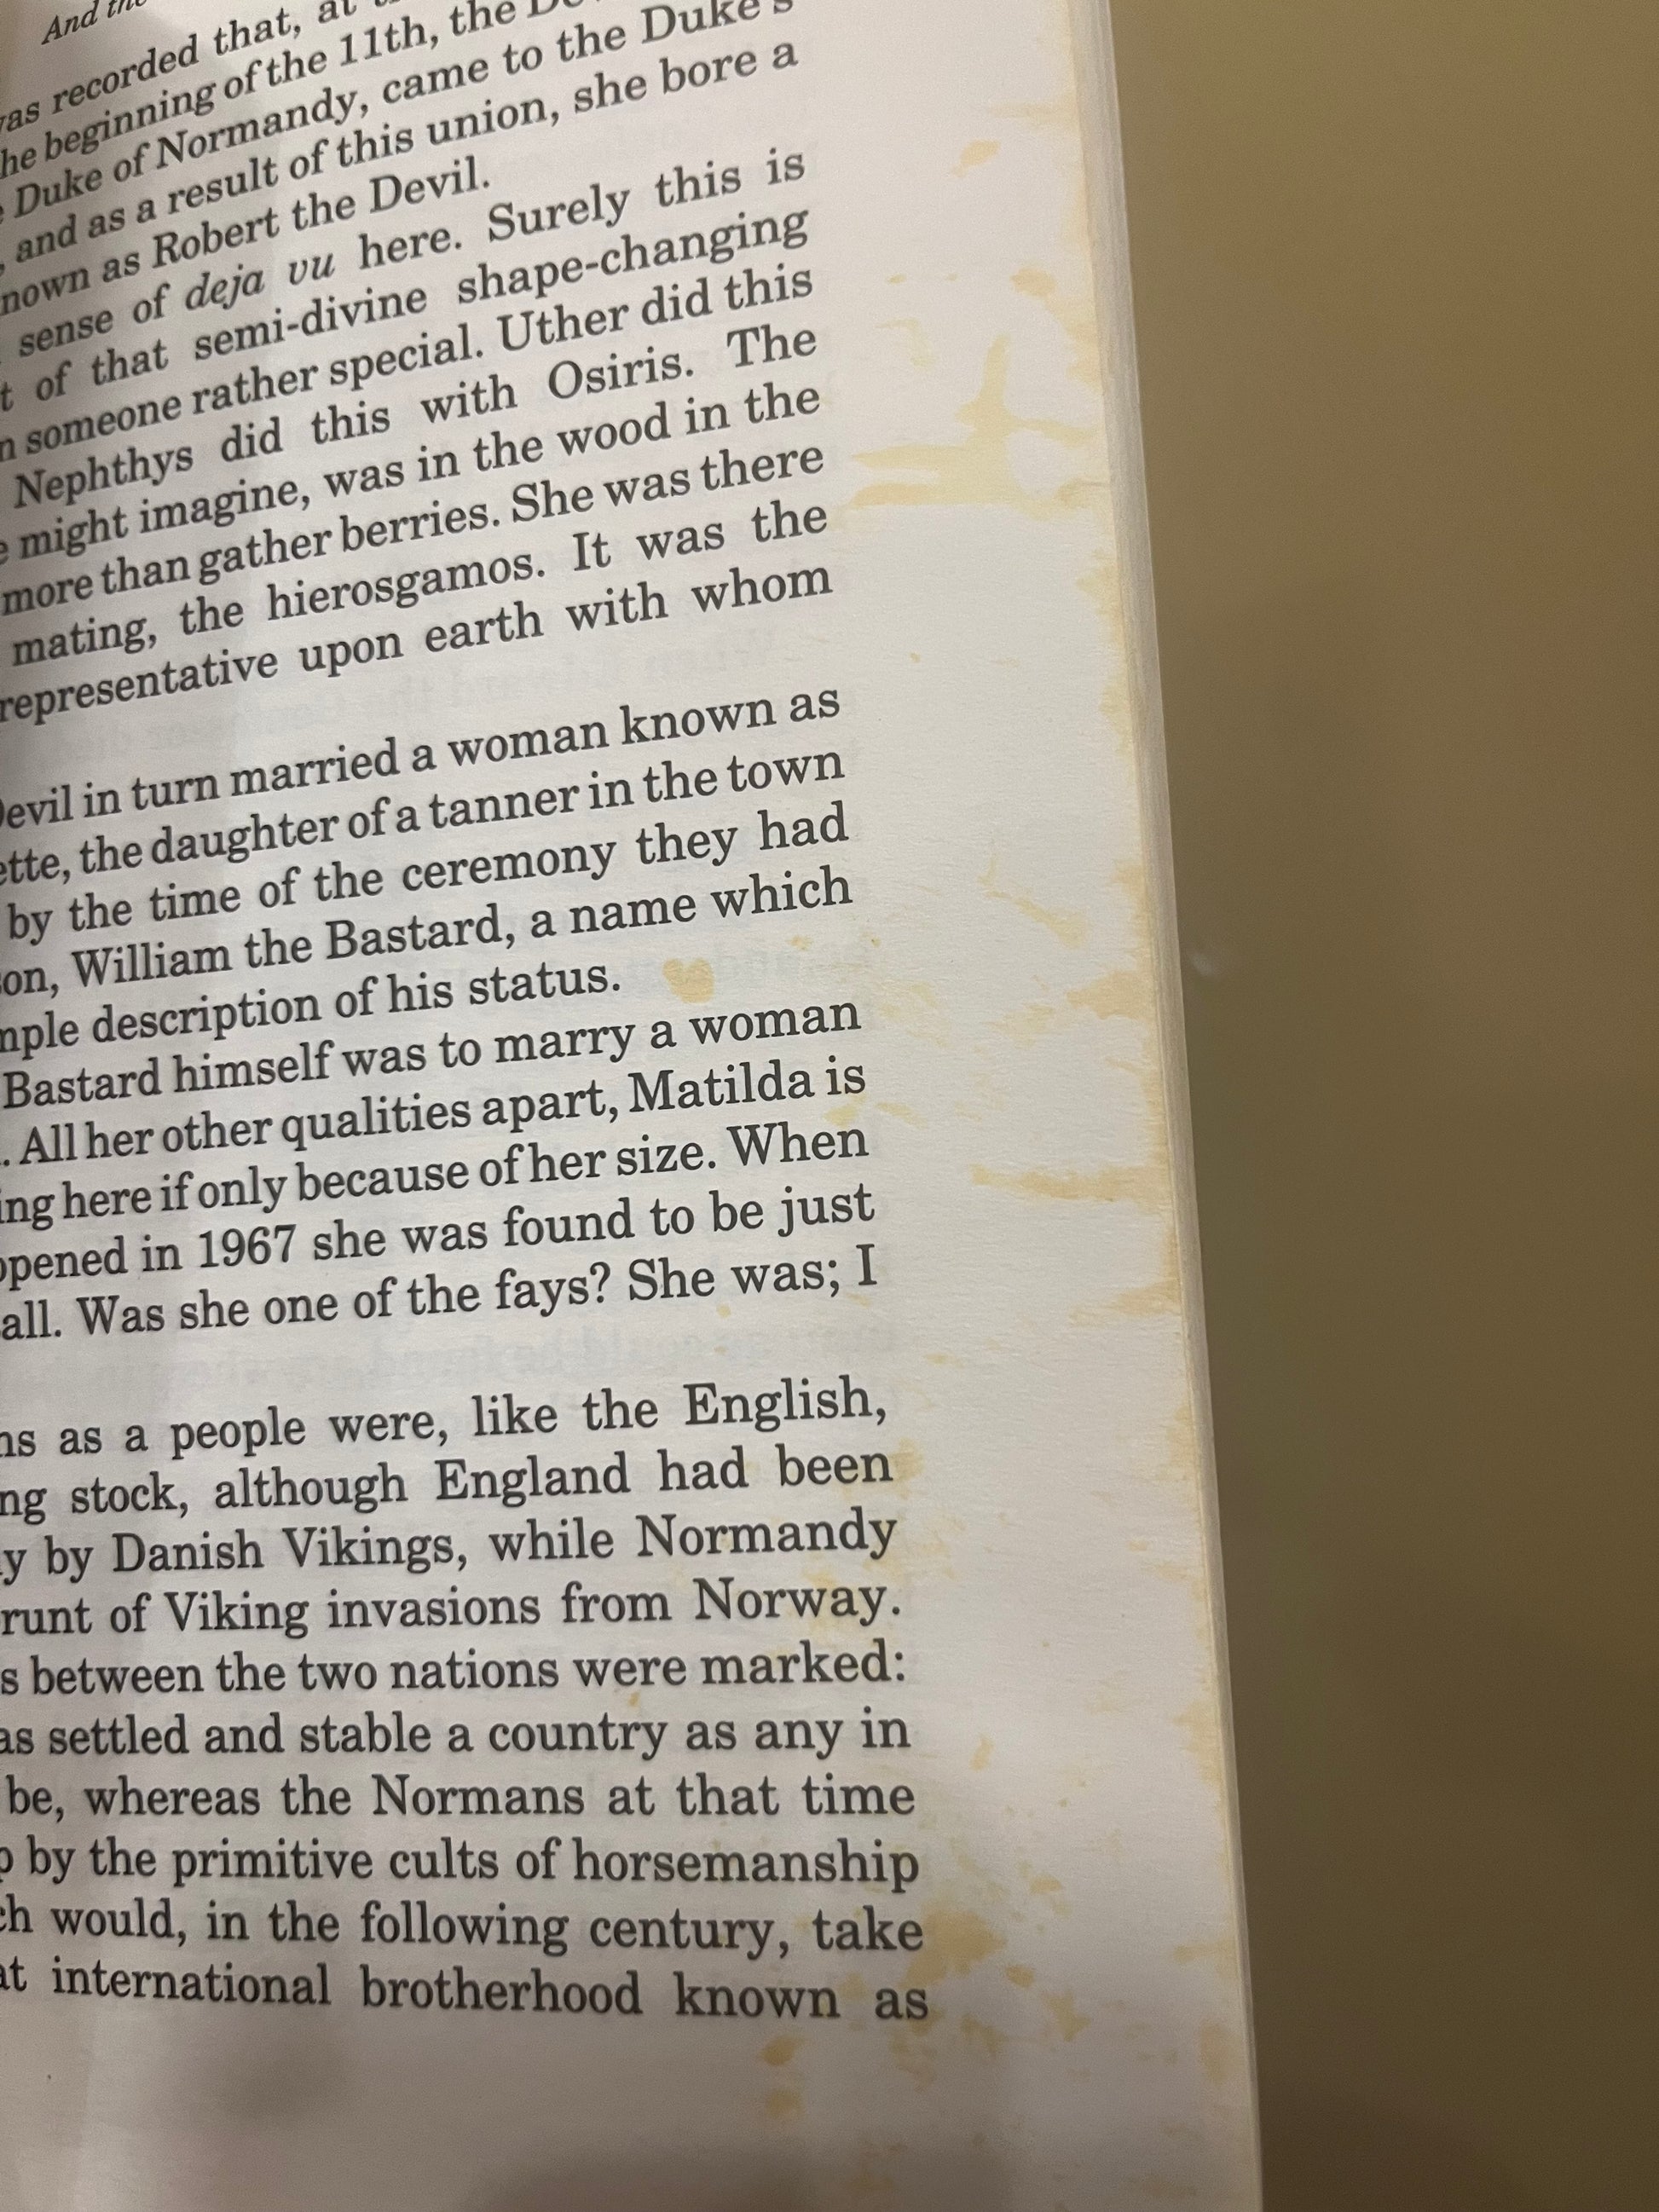 And the
was recorded that, at
the beginning of the 11th, the
Duke of Normandy, came to the Duke's
, and as a result of this union, she bore a
nown as Robert the Devil.
sense of deja vu here. Surely this is
t of that semi-divine shape-changing
n someone rather special. Uther did this
Nephthys did this with Osiris. The
might imagine, was in the wood in the
more than gather berries. She was there
mating, the hierosgamos. It was the
representative upon earth with whom
Devil in turn married a woman known as
ette, the daughter of a tanner in the town
by the time of the ceremony they had
son, William the Bastard, a name which
mple description of his status.
Bastard himself was to marry a woman
. All her other qualities apart, Matilda is
ing here if only because of her size. When
opened in 1967 she was found to be just
all. Was she one of the fays? She was; I
ns as a people were, like the English,
ng stock, although England had been
y by Danish Vikings, while Normandy
runt of Viking invasions from Norway.
s between the two nations were marked:
as settled and stable a country as any in
be, whereas the Normans at that time
p by the primitive cults of horsemanship
ch would, in the following century, take
at international brotherhood known as